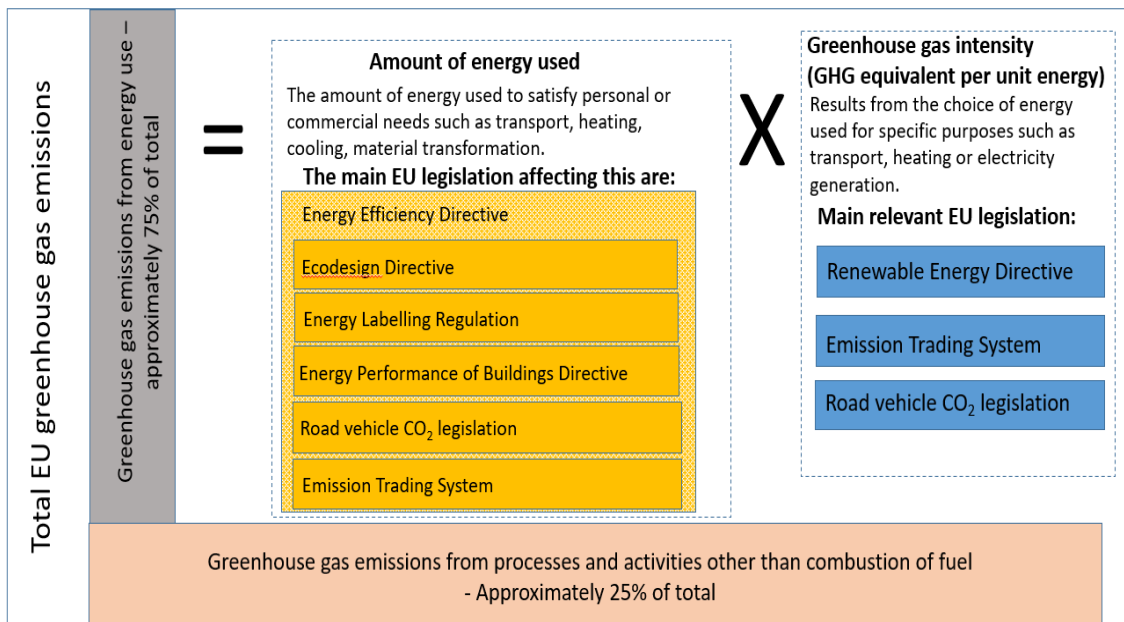 Total EU greenhouse gas emissions
Greenhouse gas emissions from energy use –
approximately 75% of total
=
Amount of energy used
The amount of energy used to satisfy personal or
commercial needs such as transport, heating,
cooling, material transformation.
The main EU legislation affecting this are:
Energy Efficiency Directive
Ecodesign Directive
Energy Labelling Regulation
Energy Performance of Buildings Directive
Road vehicle CO₂ legislation
Emission Trading System
X
Greenhouse gas intensity
(GHG equivalent per unit energy)
Results from the choice of energy
used for specific purposes such as
transport, heating or electricity
generation.
Main relevant EU legislation:
Renewable Energy Directive
Emission Trading System
Road vehicle CO₂ legislation
Greenhouse gas emissions from processes and activities other than combustion of fuel
- Approximately 25% of total